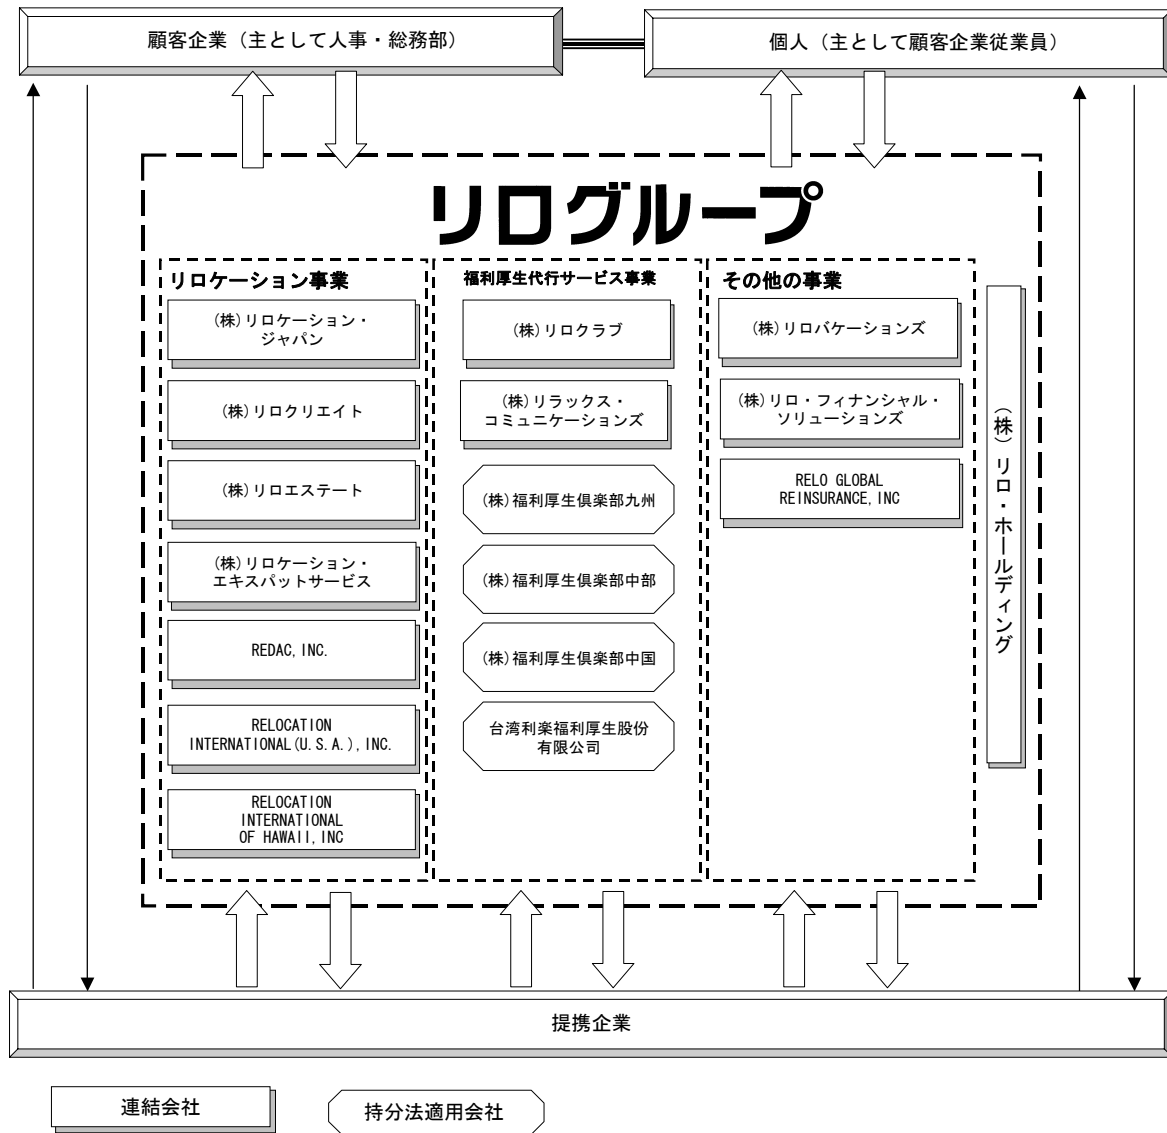 顧客企業（主として人事・総務部）
個人（主として顧客企業従業員）
リログループ
リロケーション事業
(株)リロケーション・
ジャパン
(株)リロクリエイト
(株)リロエステート
(株)リロケーション・
エキスパットサービス
REDAC, INC.
RELOCATION
INTERNATIONAL(U.S.A.), INC.
RELOCATION
INTERNATIONAL
OF HAWAII, INC
福利厚生代行サービス事業
(株)リロクラブ
(株)リラックス・
コミュニケーションズ
(株)福利厚生倶楽部九州
(株)福利厚生倶楽部中部
(株)福利厚生倶楽部中国
台湾利楽福利厚生股份
有限公司
その他の事業
(株)リロバケーションズ
(株)リロ・フィナンシャル・
ソリューションズ
RELO GLOBAL
REINSURANCE, INC
(株)リロ・ホールディング
提携企業
連結会社
持分法適用会社